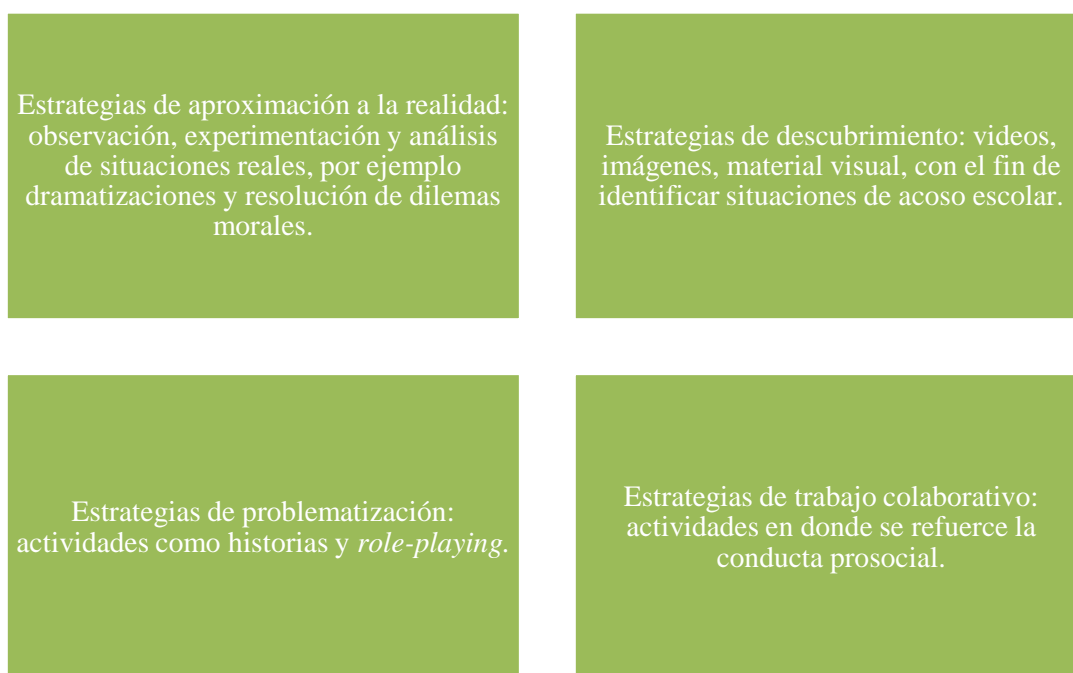 Estrategias de aproximación a la realidad:
observación, experimentación y análisis
de situaciones reales, por ejemplo
dramatizaciones y resolución de dilemas
morales.
Estrategias de descubrimiento: videos,
imágenes, material visual, con el fin de
identificar situaciones de acoso escolar.
Estrategias de problematización:
actividades como historias y role-playing.
Estrategias de trabajo colaborativo:
actividades en donde se refuerce la
conducta prosocial.